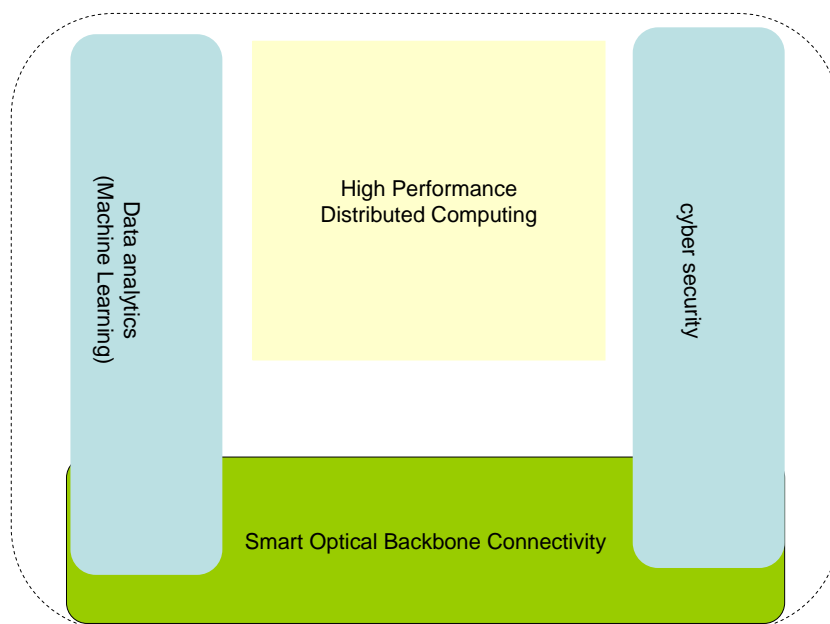 Data analytics
(Machine Learning)
High Performance
Distributed Computing
cyber security
Smart Optical Backbone Connectivity